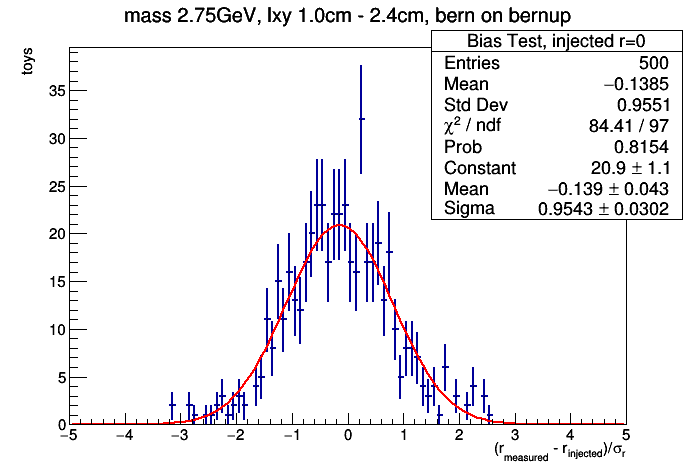 mass 2.75GeV, lxy 1.0cm - 2.4cm, bern on bernup
Bias Test, injected r=0
Entries 500
Mean −0.1385
Std Dev 0.9551
χ² / ndf 84.41 / 97
Prob 0.8154
Constant 20.9 ± 1.1
Mean −0.139 ± 0.043
Sigma 0.9543 ± 0.0302
toys
35
30
25
20
15
10
5
0
−5 −4 −3 −2 −1 0 1 2 3 4 5
(r_measured - r_injected)/σ_r